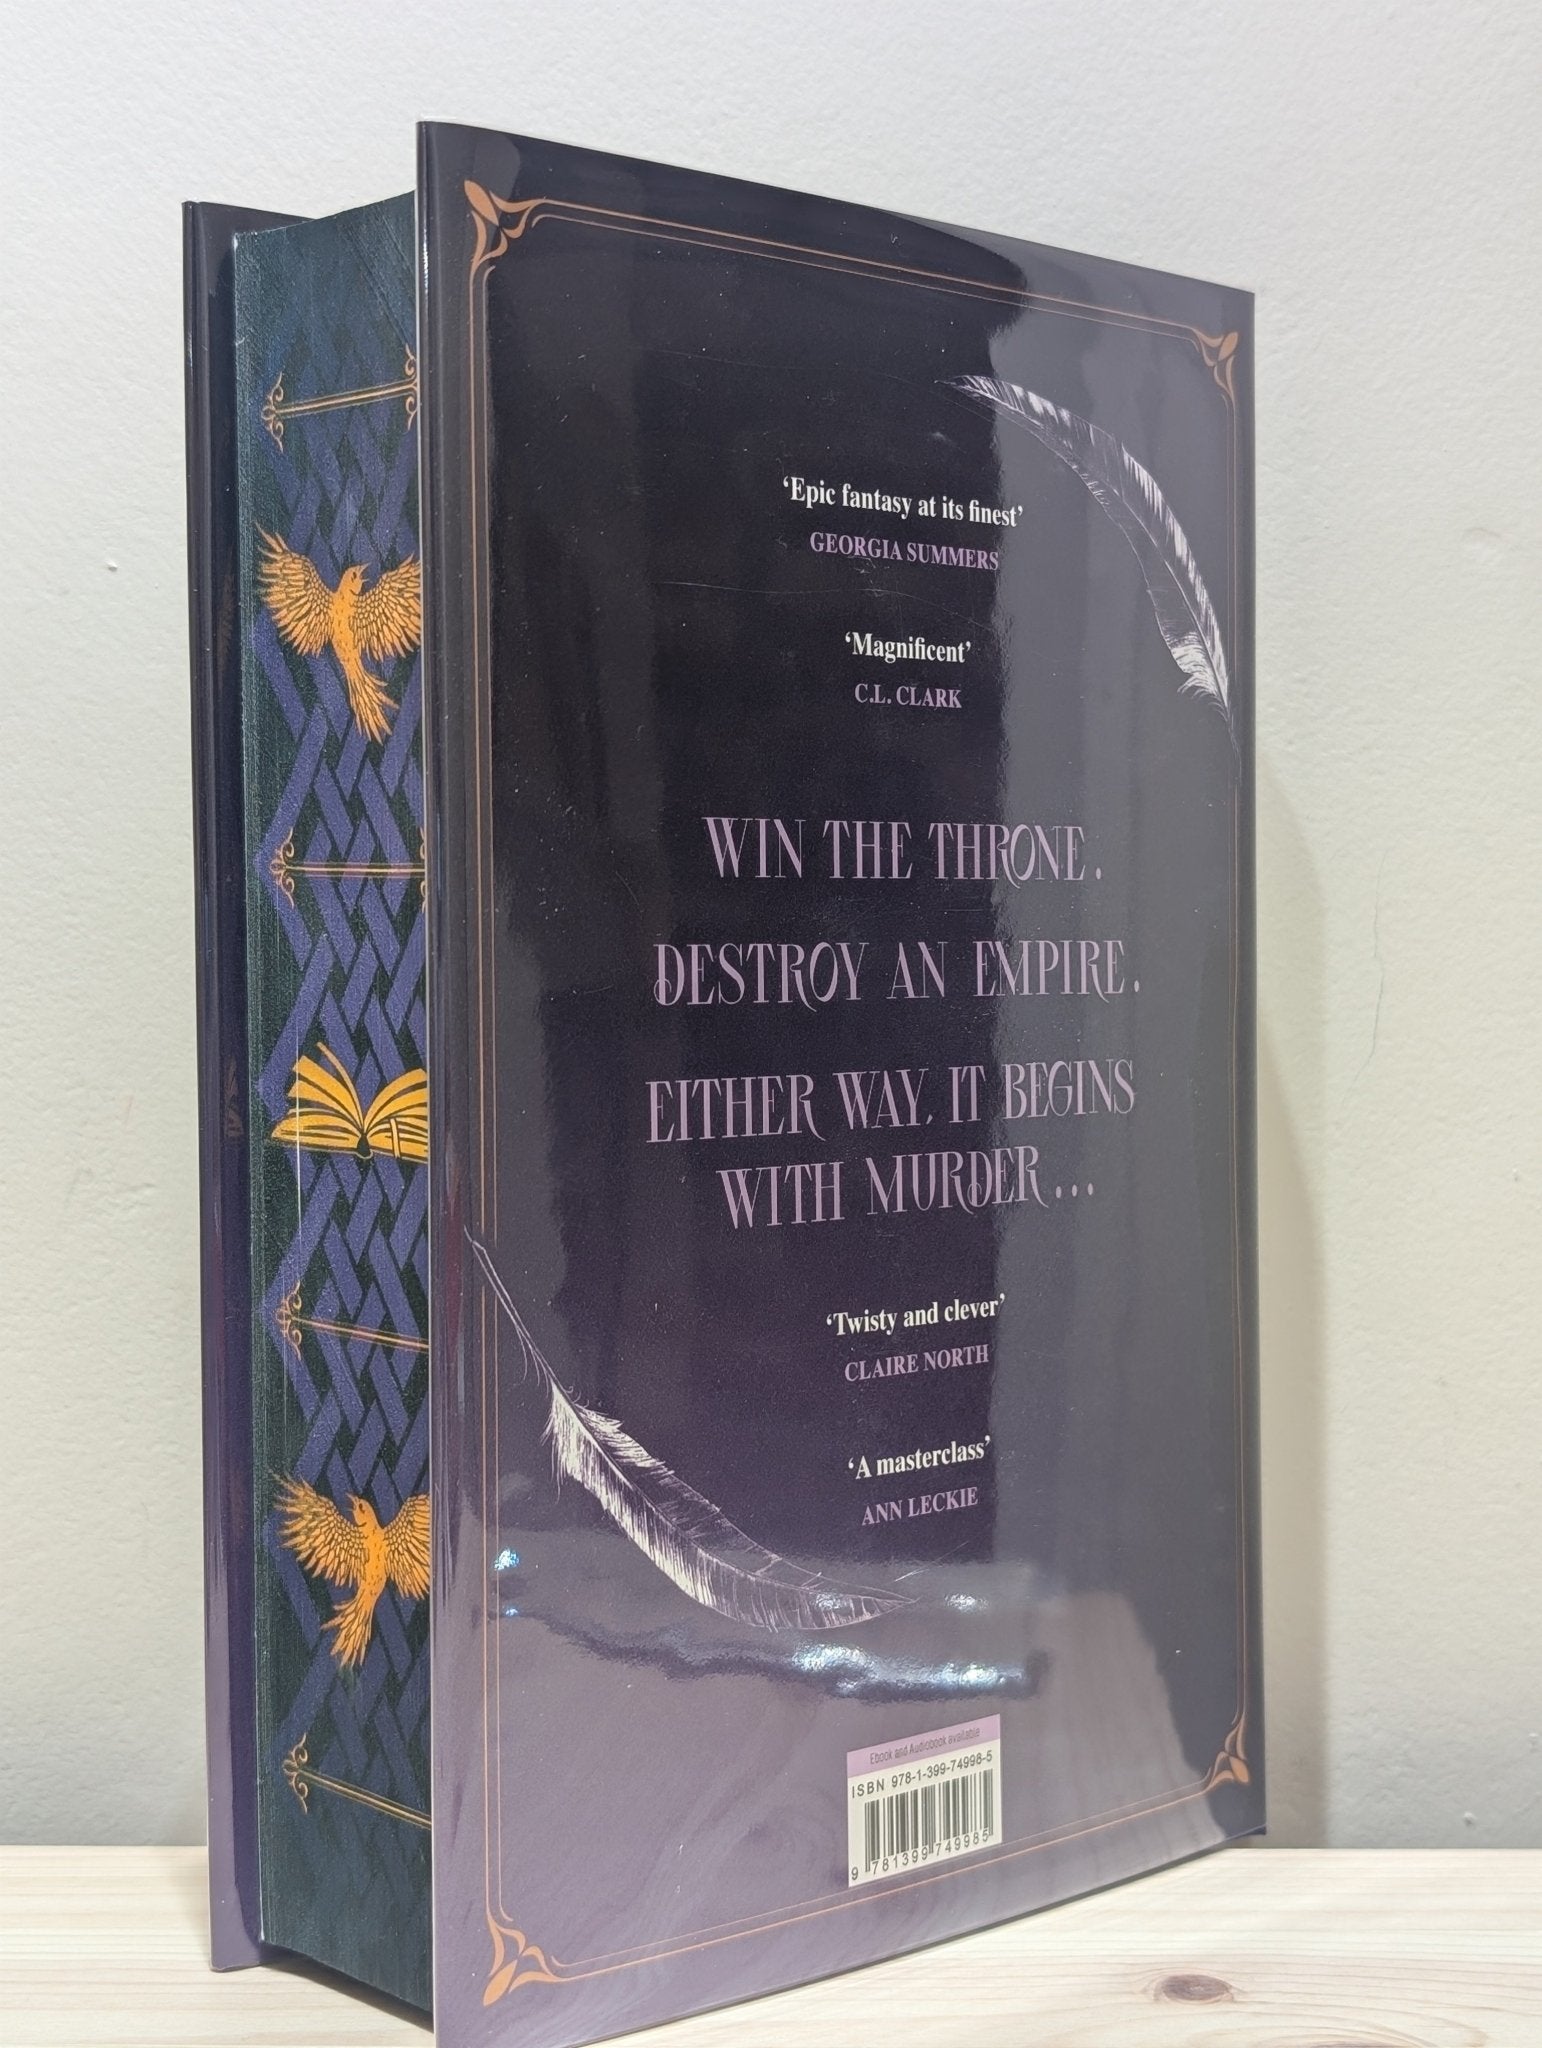 ‘Epic fantasy at its finest’
GEORGIA SUMMERS
‘Magnificent’
C.L. CLARK
WIN THE THRONE.
DESTROY AN EMPIRE.
EITHER WAY, IT BEGINS
WITH MURDER...
‘Twisty and clever’
CLAIRE NORTH
‘A masterclass’
ANN LECKIE
Ebook and Audiobook available
ISBN 978-1-399-74998-5
9 781399 749985